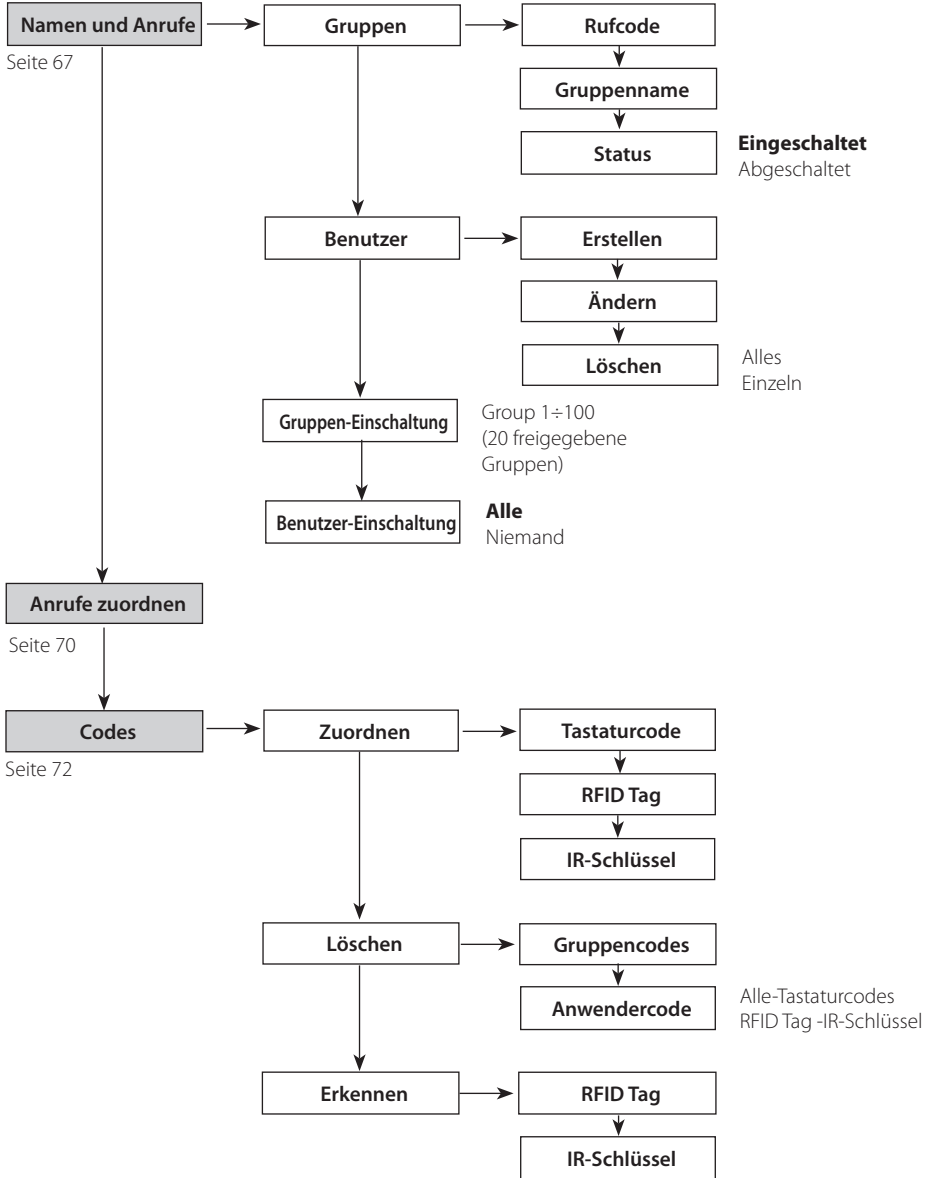 Namen und Anrufe
Gruppen
Rufcode
Seite 67
Gruppenname
Status
Eingeschaltet
Abgeschaltet
Benutzer
Erstellen
Ändern
Löschen
Alles
Einzeln
Gruppen-Einschaltung
Group 1÷100
(20 freigegebene
Gruppen)
Benutzer-Einschaltung
Alle
Niemand
Anrufe zuordnen
Seite 70
Codes
Zuordnen
Tastaturcode
Seite 72
RFID Tag
IR-Schlüssel
Löschen
Gruppencodes
Anwendercode
Alle-Tastaturcodes
RFID Tag -IR-Schlüssel
Erkennen
RFID Tag
IR-Schlüssel